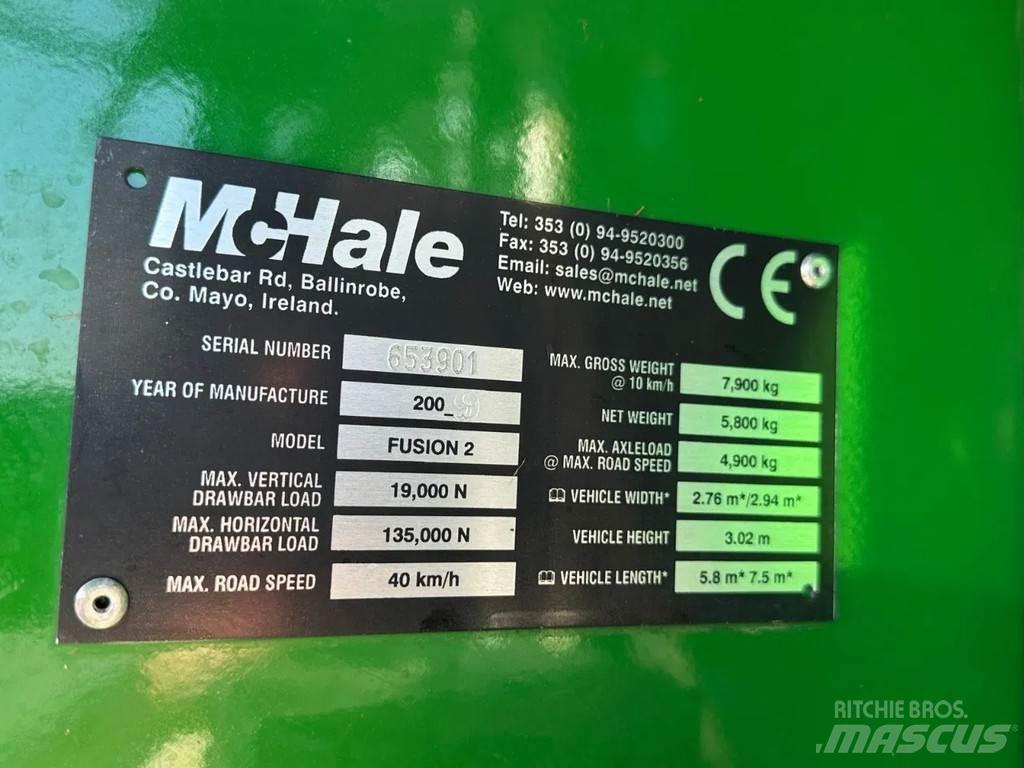 McHale
Castlebar Rd, Ballinrobe,
Co. Mayo, Ireland.
Tel: 353 (0) 94-9520300
Fax: 353 (0) 94-9520356
Email: sales@mchale.net
Web: www.mchale.net
CE
SERIAL NUMBER 653901
YEAR OF MANUFACTURE 200_
MODEL FUSION 2
MAX. VERTICAL
DRAWBAR LOAD 19,000 N
MAX. HORIZONTAL
DRAWBAR LOAD 135,000 N
MAX. ROAD SPEED 40 km/h
MAX. GROSS WEIGHT
@ 10 km/h 7,900 kg
NET WEIGHT 5,800 kg
MAX. AXLELOAD
@ MAX. ROAD SPEED 4,900 kg
VEHICLE WIDTH* 2.76 m*/2.94 m*
VEHICLE HEIGHT 3.02 m
VEHICLE LENGTH* 5.8 m* 7.5 m*
RITCHIE BROS.
MASCUS